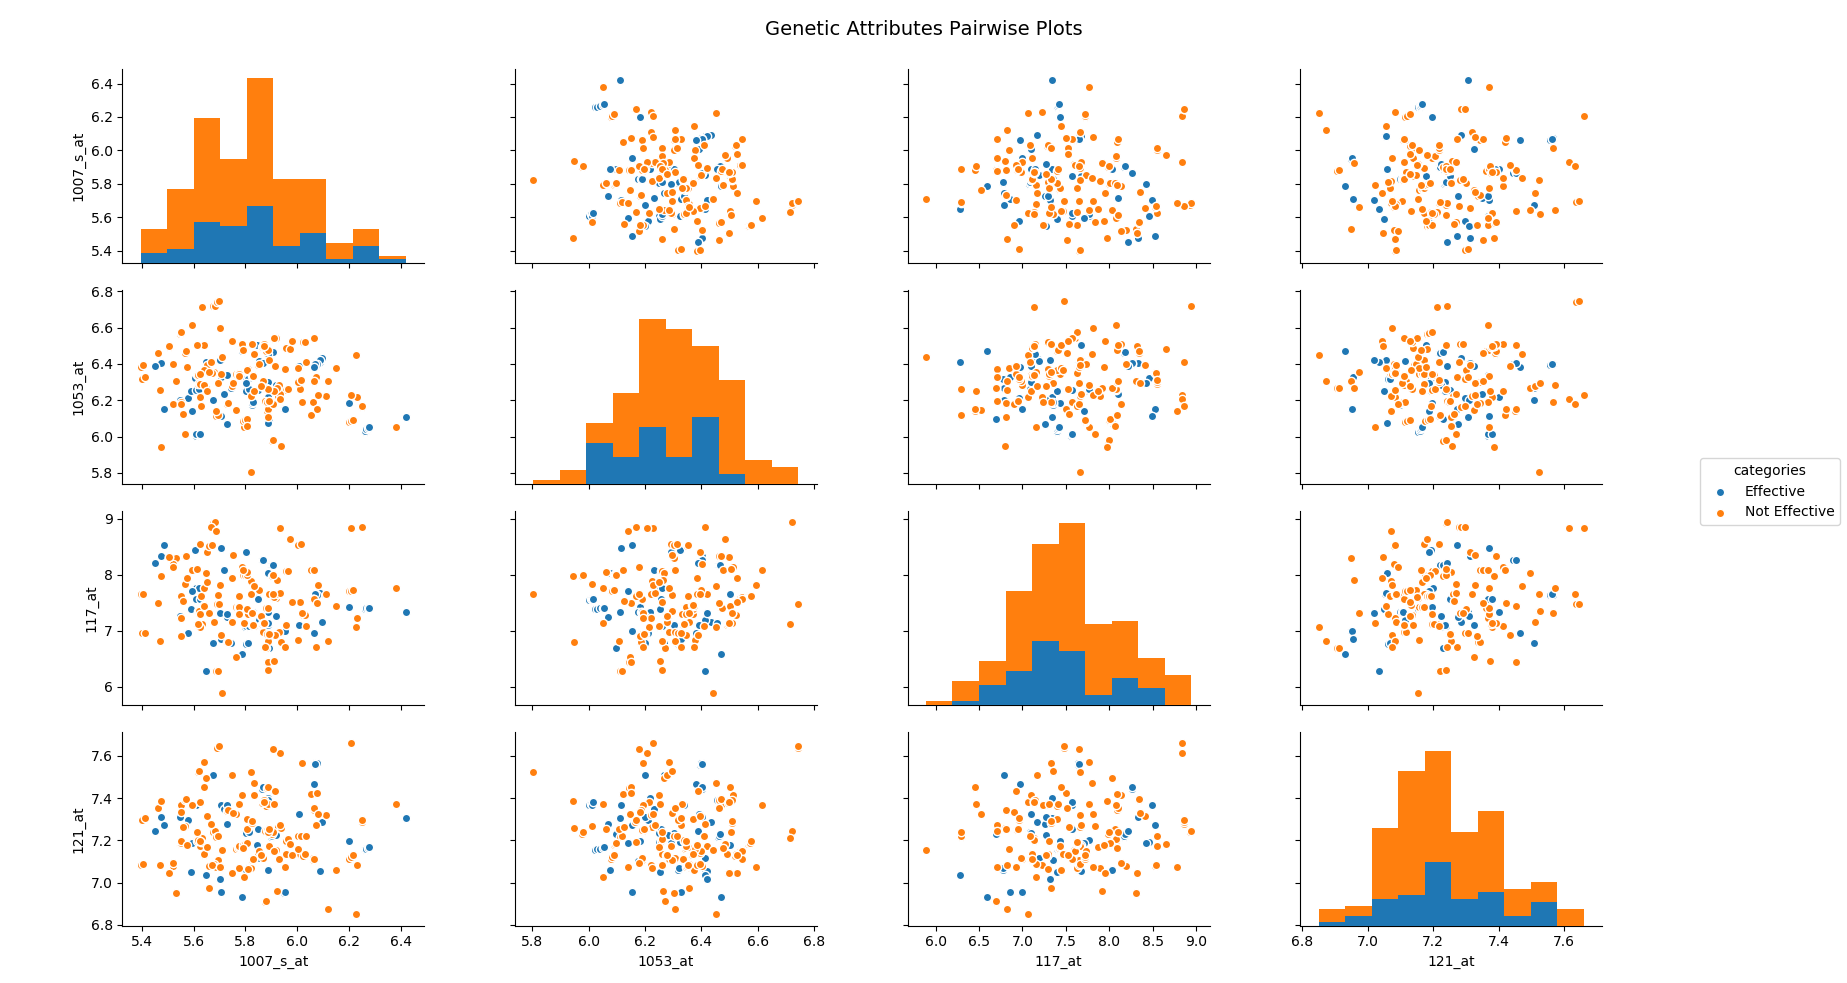 Genetic Attributes Pairwise Plots
6.4
6.2
6.0
5.8
5.6
5.4
1007_s_at
6.8
6.6
6.4
6.2
6.0
5.8
1053_at
categories
Effective
Not Effective
9
8
7
6
117_at
7.6
7.4
7.2
7.0
6.8
121_at
5.4 5.6 5.8 6.0 6.2 6.4
5.8 6.0 6.2 6.4 6.6 6.8
6.0 6.5 7.0 7.5 8.0 8.5 9.0
6.8 7.0 7.2 7.4 7.6
1007_s_at
1053_at
117_at
121_at